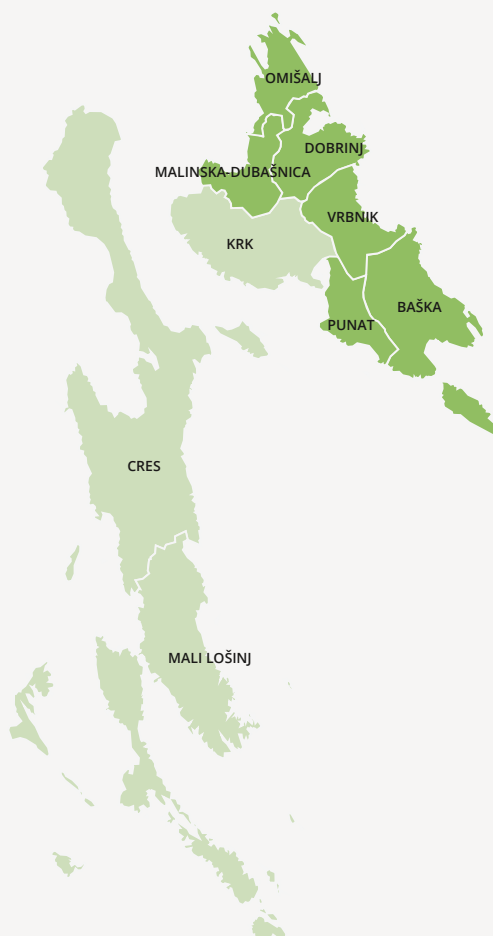 OMIŠALJ
DOBRINJ
MALINSKA-DUBAŠNICA
VRBNIK
KRK
BAŠKA
PUNAT
CRES
MALI LOŠINJ